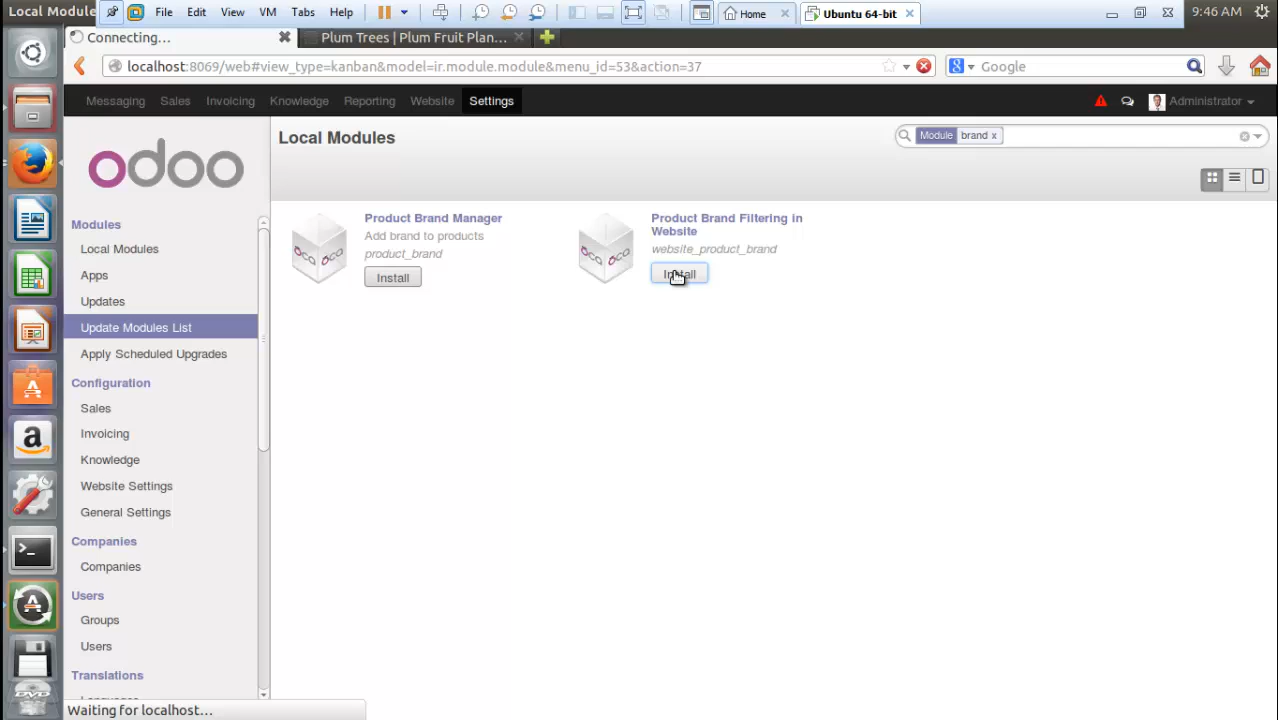 Local Module
File Edit View VM Tabs Help
Home
Ubuntu 64-bit
9:46 AM
Connecting...
Plum Trees | Plum Fruit Plan...
localhost:8069/web#view_type=kanban&model=ir.module.module&menu_id=53&action=37
Google
Messaging Sales Invoicing Knowledge Reporting Website Settings
Administrator
odoo
Local Modules
Module brand x
Modules
Local Modules
Apps
Updates
Update Modules List
Apply Scheduled Upgrades
Configuration
Sales
Invoicing
Knowledge
Website Settings
General Settings
Companies
Companies
Users
Groups
Users
Translations
Product Brand Manager
Add brand to products
product_brand
Install
Product Brand Filtering in
Website
website_product_brand
Install
Waiting for localhost...